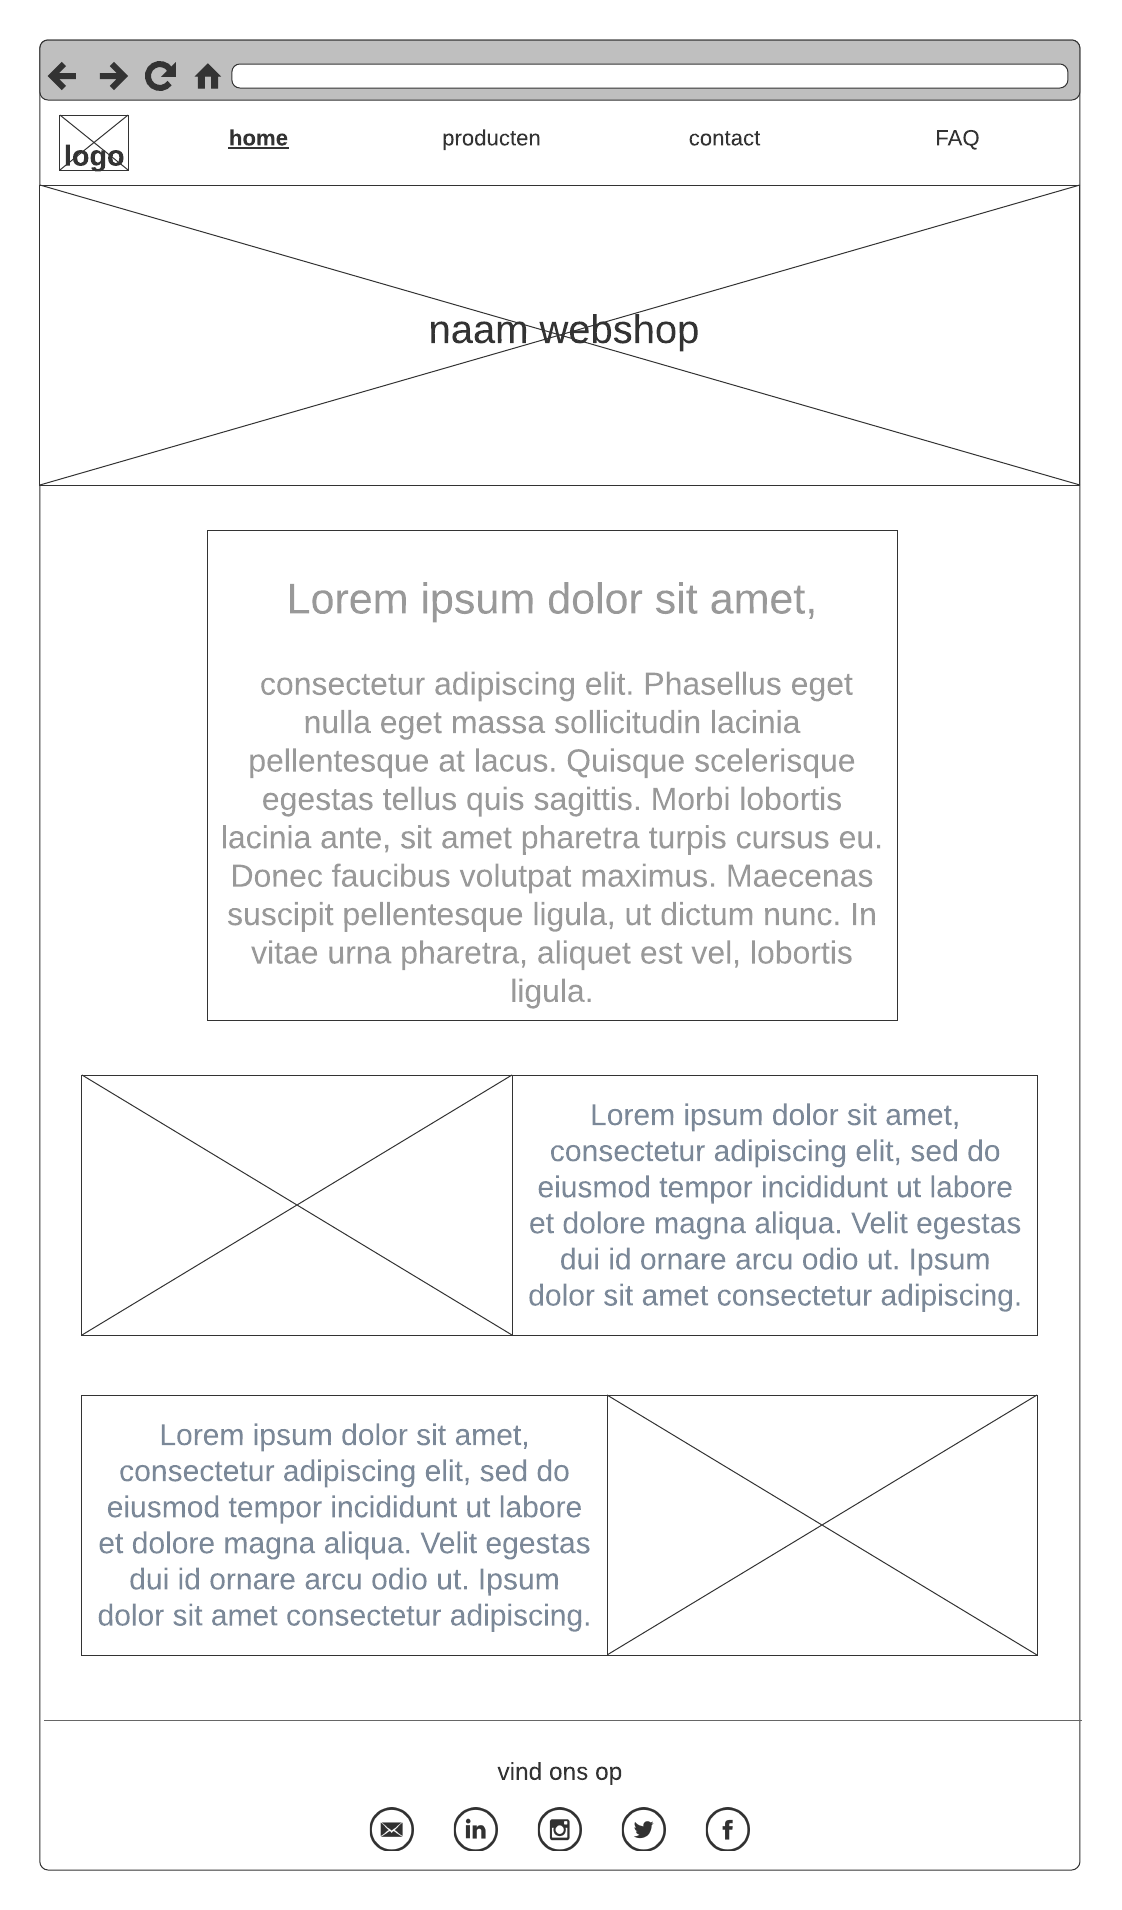 logo
home
producten
contact
FAQ
naam webshop
Lorem ipsum dolor sit amet,
consectetur adipiscing elit. Phasellus eget
nulla eget massa sollicitudin lacinia
pellentesque at lacus. Quisque scelerisque
egestas tellus quis sagittis. Morbi lobortis
lacinia ante, sit amet pharetra turpis cursus eu.
Donec faucibus volutpat maximus. Maecenas
suscipit pellentesque ligula, ut dictum nunc. In
vitae urna pharetra, aliquet est vel, lobortis
ligula.
Lorem ipsum dolor sit amet,
consectetur adipiscing elit, sed do
eiusmod tempor incididunt ut labore
et dolore magna aliqua. Velit egestas
dui id ornare arcu odio ut. Ipsum
dolor sit amet consectetur adipiscing.
Lorem ipsum dolor sit amet,
consectetur adipiscing elit, sed do
eiusmod tempor incididunt ut labore
et dolore magna aliqua. Velit egestas
dui id ornare arcu odio ut. Ipsum
dolor sit amet consectetur adipiscing.
vind ons op